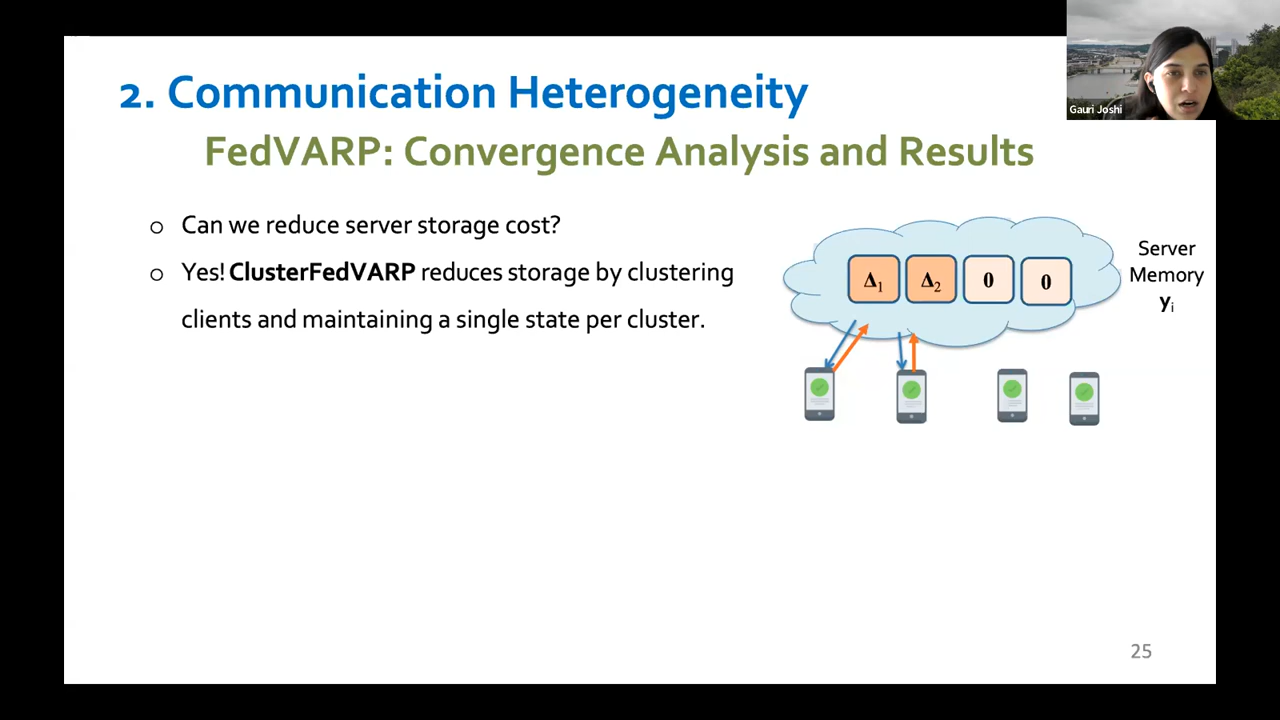 2. Communication Heterogeneity
FedVARP: Convergence Analysis and Results
Gauri Joshi
o Can we reduce server storage cost?
o Yes! ClusterFedVARP reduces storage by clustering
clients and maintaining a single state per cluster.
Δ1 Δ2 0 0
Server
Memory
yi
25